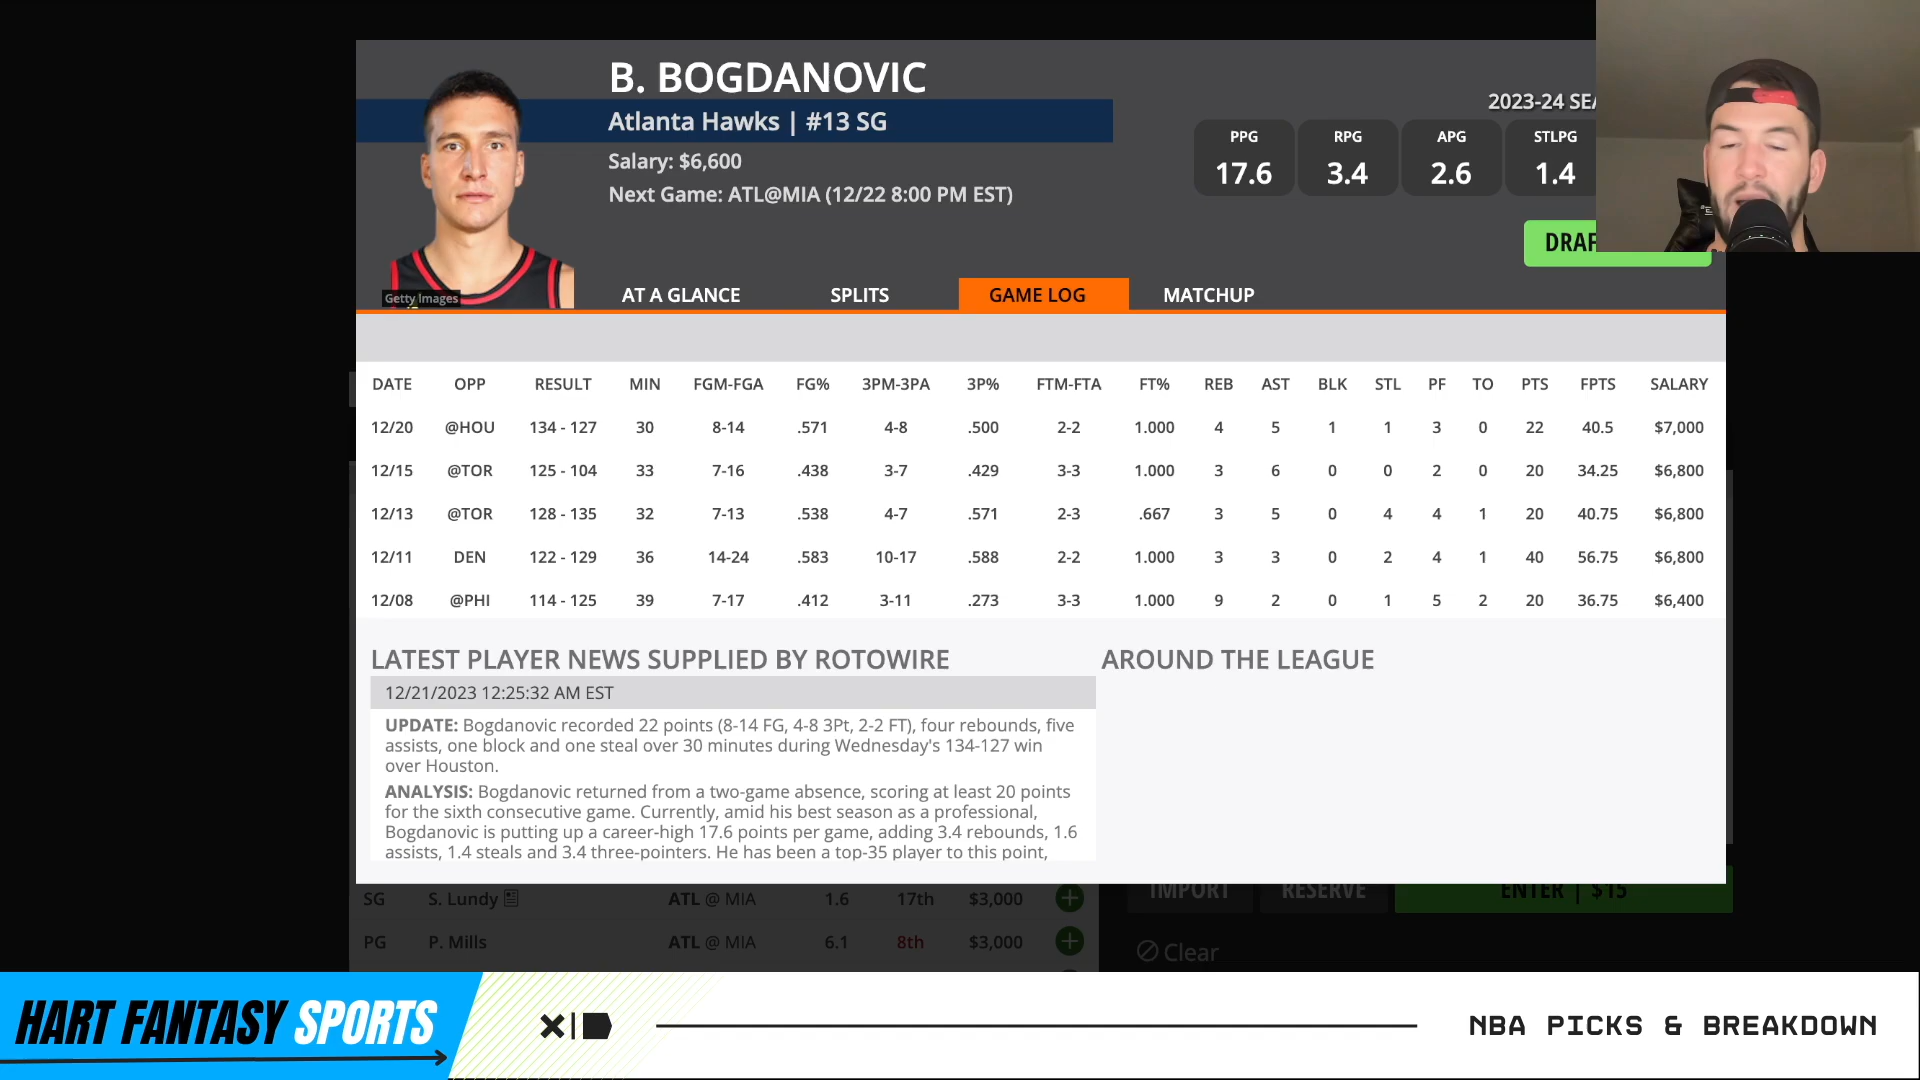 B. BOGDANOVIC
Atlanta Hawks | #13 SG
Salary: $6,600
Next Game: ATL@MIA (12/22 8:00 PM EST)
2023-24 SEA
PPG RPG APG STLPG
17.6 3.4 2.6 1.4
DRAF
Getty Images
AT A GLANCE SPLITS GAME LOG MATCHUP
DATE OPP RESULT MIN FGM-FGA FG% 3PM-3PA 3P% FTM-FTA FT% REB AST BLK STL PF TO PTS FPTS SALARY
12/20 @HOU 134 - 127 30 8-14 .571 4-8 .500 2-2 1.000 4 5 1 1 3 0 22 40.5 $7,000
12/15 @TOR 125 - 104 33 7-16 .438 3-7 .429 3-3 1.000 3 6 0 0 2 0 20 34.25 $6,800
12/13 @TOR 128 - 135 32 7-13 .538 4-7 .571 2-3 .667 3 5 0 4 4 1 20 40.75 $6,800
12/11 DEN 122 - 129 36 14-24 .583 10-17 .588 2-2 1.000 3 3 0 2 4 1 40 56.75 $6,800
12/08 @PHI 114 - 125 39 7-17 .412 3-11 .273 3-3 1.000 9 2 0 1 5 2 20 36.75 $6,400
LATEST PLAYER NEWS SUPPLIED BY ROTOWIRE
AROUND THE LEAGUE
12/21/2023 12:25:32 AM EST
UPDATE: Bogdanovic recorded 22 points (8-14 FG, 4-8 3Pt, 2-2 FT), four rebounds, five
assists, one block and one steal over 30 minutes during Wednesday's 134-127 win
over Houston.
ANALYSIS: Bogdanovic returned from a two-game absence, scoring at least 20 points
for the sixth consecutive game. Currently, amid his best season as a professional,
Bogdanovic is putting up a career-high 17.6 points per game, adding 3.4 rebounds, 1.6
assists, 1.4 steals and 3.4 three-pointers. He has been a top-35 player to this point,
SG S. Lundy ATL @ MIA 1.6 17th $3,000
PG P. Mills ATL @ MIA 6.1 8th $3,000
IMPORT RESERVE ENTER | $15
Clear
HART FANTASY SPORTS
NBA PICKS & BREAKDOWN